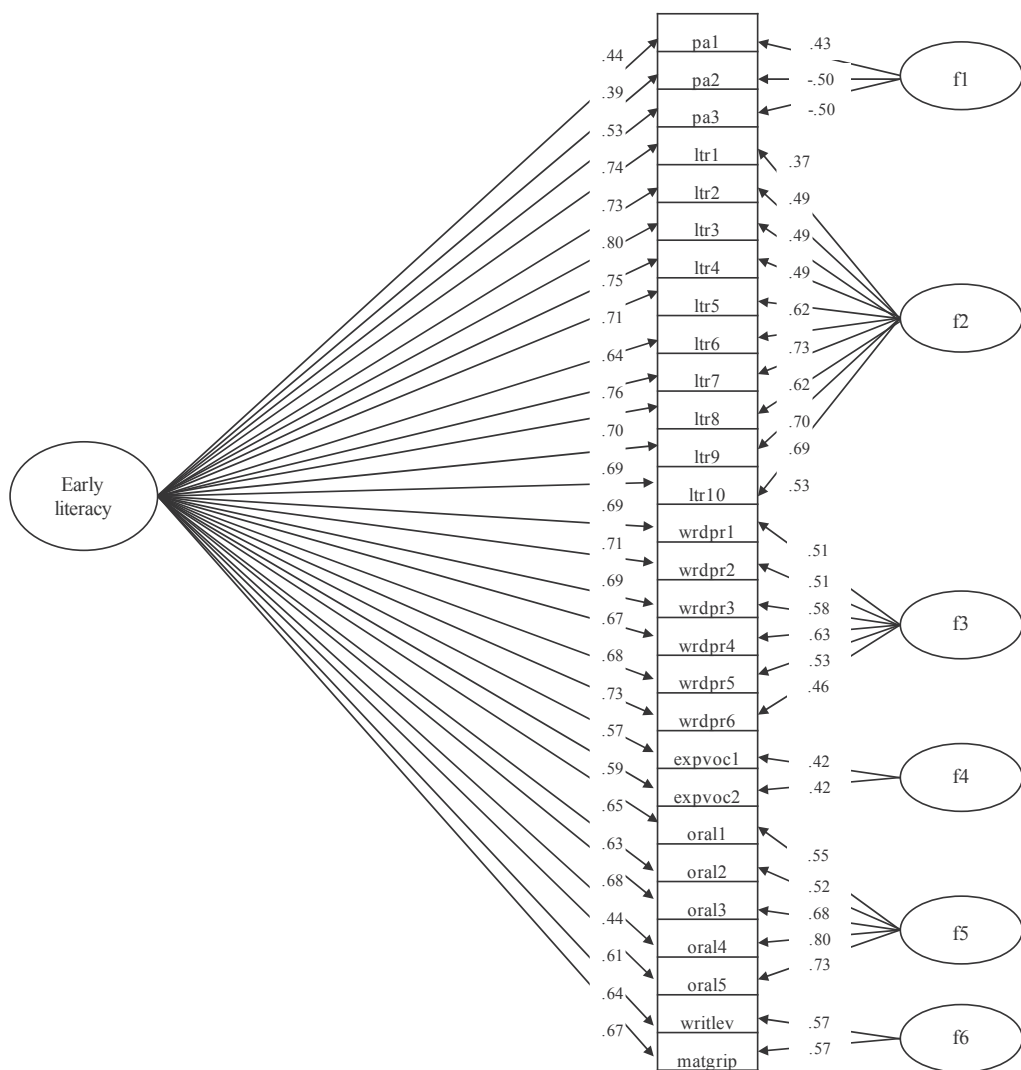 .44
pa1
.43
f1
.39
pa2
-.50
.53
pa3
-.50
.74
ltr1
.37
.73
ltr2
.49
.80
ltr3
.49
.75
ltr4
.49
.71
ltr5
.62
f2
.64
ltr6
.73
.76
ltr7
.62
.70
ltr8
.70
.69
ltr9
.69
.69
ltr10
.53
Early
literacy
.71
wrdpr1
.51
.69
wrdpr2
.51
.67
wrdpr3
.58
f3
.68
wrdpr4
.63
.73
wrdpr5
.53
.57
wrdpr6
.46
.59
expvoc1
.42
f4
.65
expvoc2
.42
.63
oral1
.55
.68
oral2
.52
.44
oral3
.68
f5
.61
oral4
.80
.64
oral5
.73
.67
writlev
.57
f6
matgrip
.57